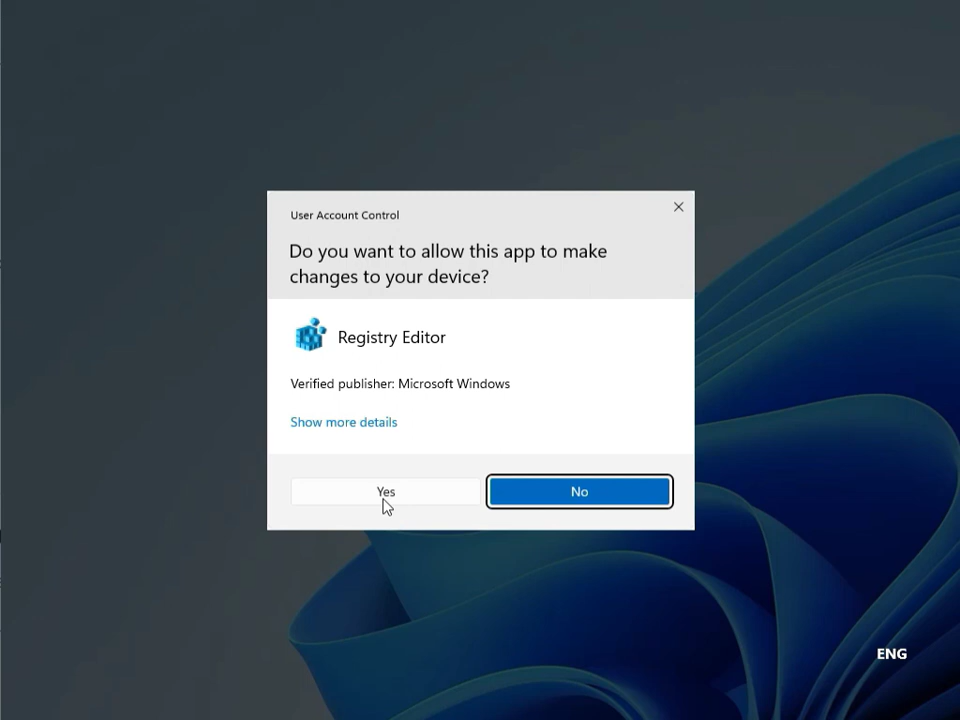 User Account Control
Do you want to allow this app to make
changes to your device?
Registry Editor
Verified publisher: Microsoft Windows
Show more details
Yes
No
ENG